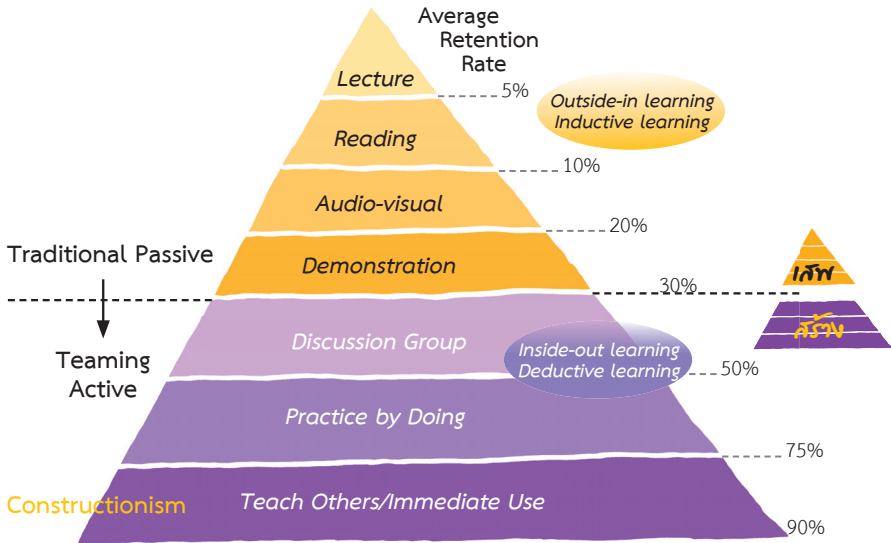 Average
Retention
Rate
Lecture
5%
Outside-in learning
Inductive learning
Reading
10%
Audio-visual
20%
Traditional Passive
Demonstration
30%
เสพ
สร้าง
Discussion Group
Inside-out learning
Deductive learning
50%
Teaming
Active
Practice by Doing
75%
Constructionism
Teach Others/Immediate Use
90%